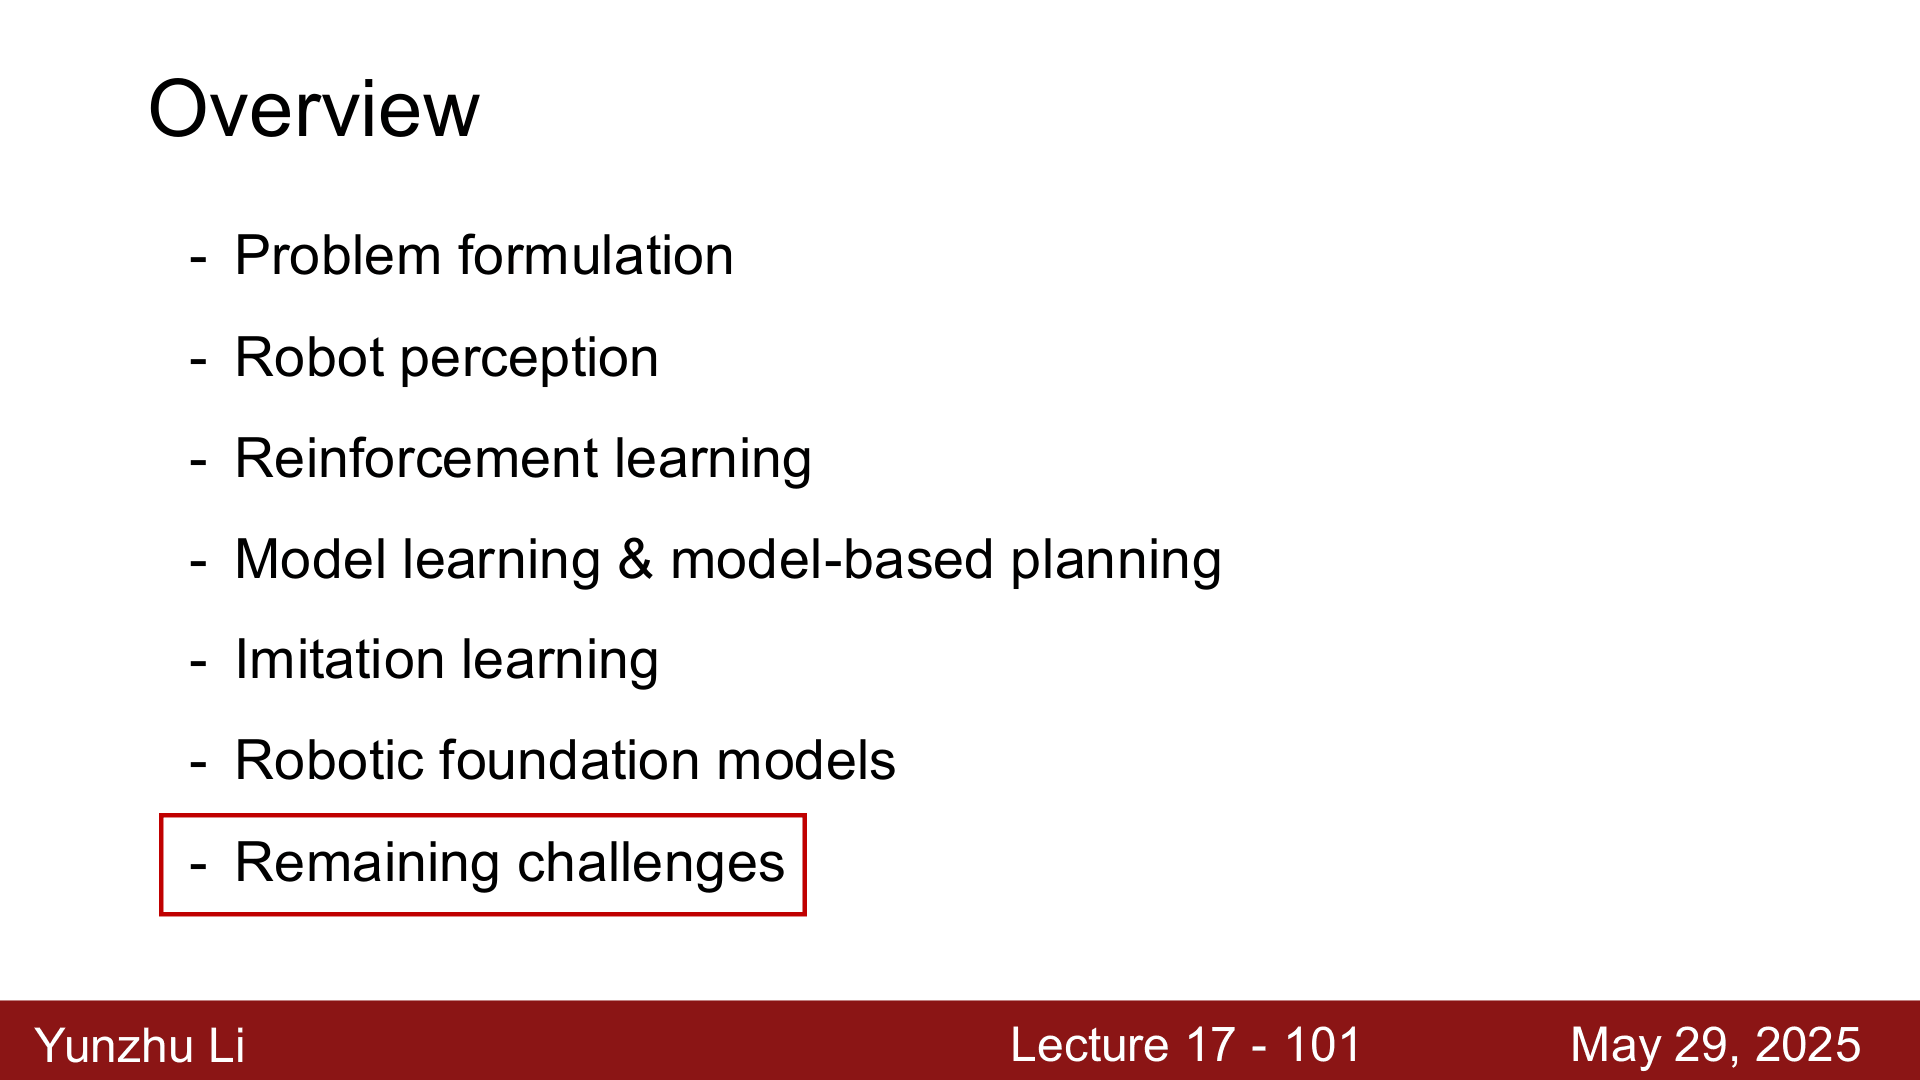 Overview
- Problem formulation
- Robot perception
- Reinforcement learning
- Model learning & model-based planning
- Imitation learning
- Robotic foundation models
- Remaining challenges
Yunzhu Li
Lecture 17 - 101
May 29, 2025